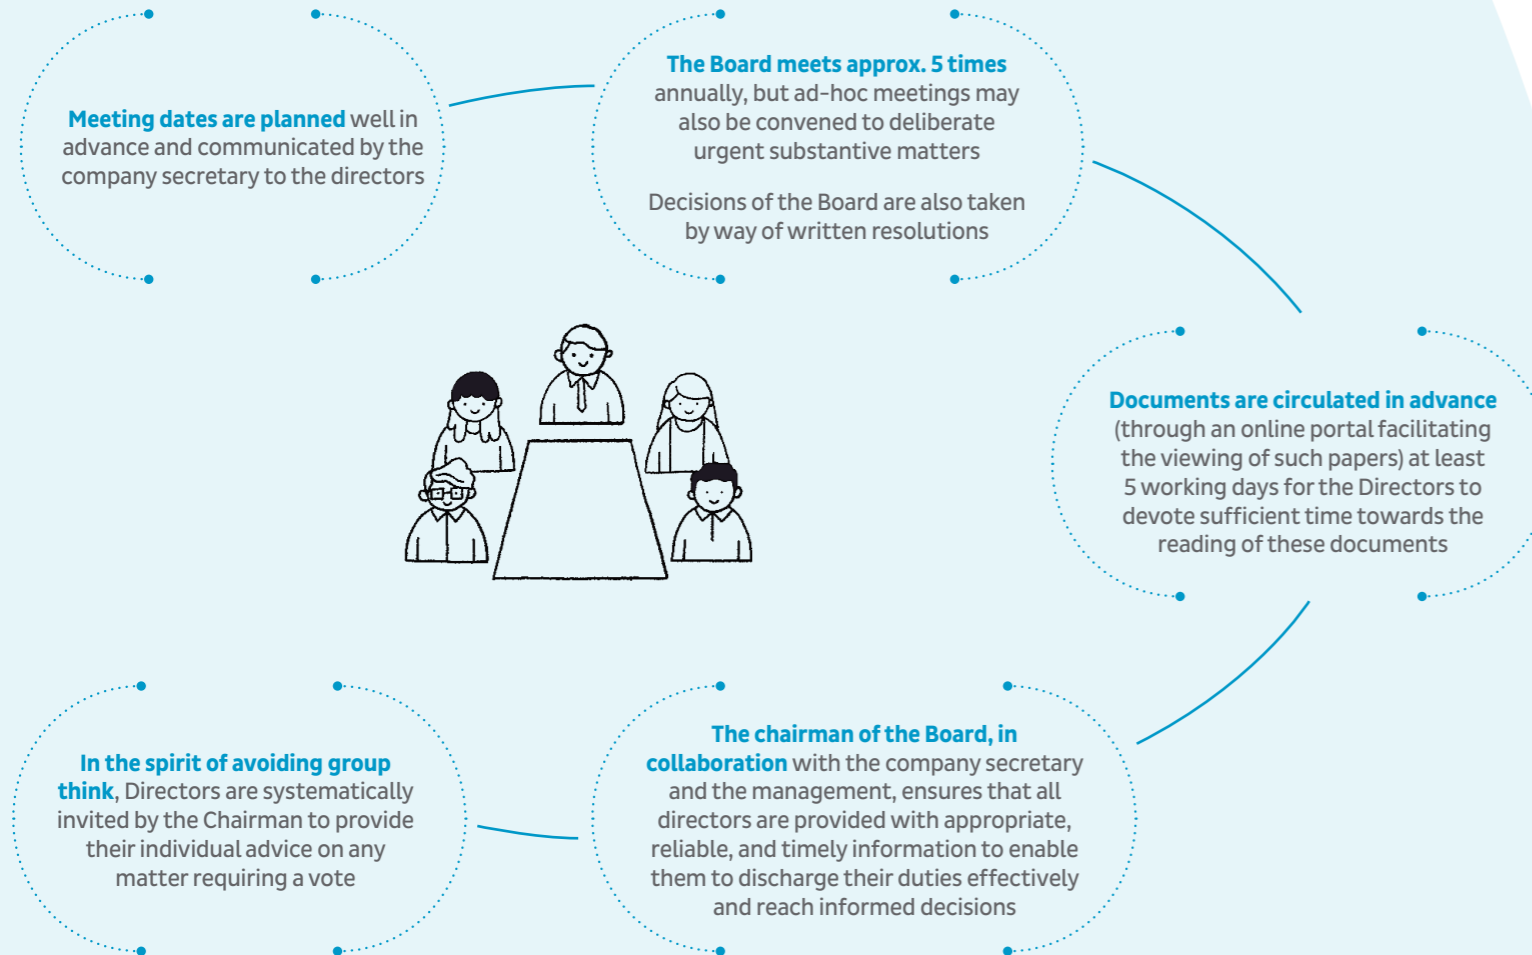 Meeting dates are planned well in
advance and communicated by the
company secretary to the directors
The Board meets approx. 5 times
annually, but ad-hoc meetings may
also be convened to deliberate
urgent substantive matters
Decisions of the Board are also taken
by way of written resolutions
Documents are circulated in advance
(through an online portal facilitating
the viewing of such papers) at least
5 working days for the Directors to
devote sufficient time towards the
reading of these documents
The chairman of the Board, in
collaboration with the company secretary
and the management, ensures that all
directors are provided with appropriate,
reliable, and timely information to enable
them to discharge their duties effectively
and reach informed decisions
In the spirit of avoiding group
think, Directors are systematically
invited by the Chairman to provide
their individual advice on any
matter requiring a vote